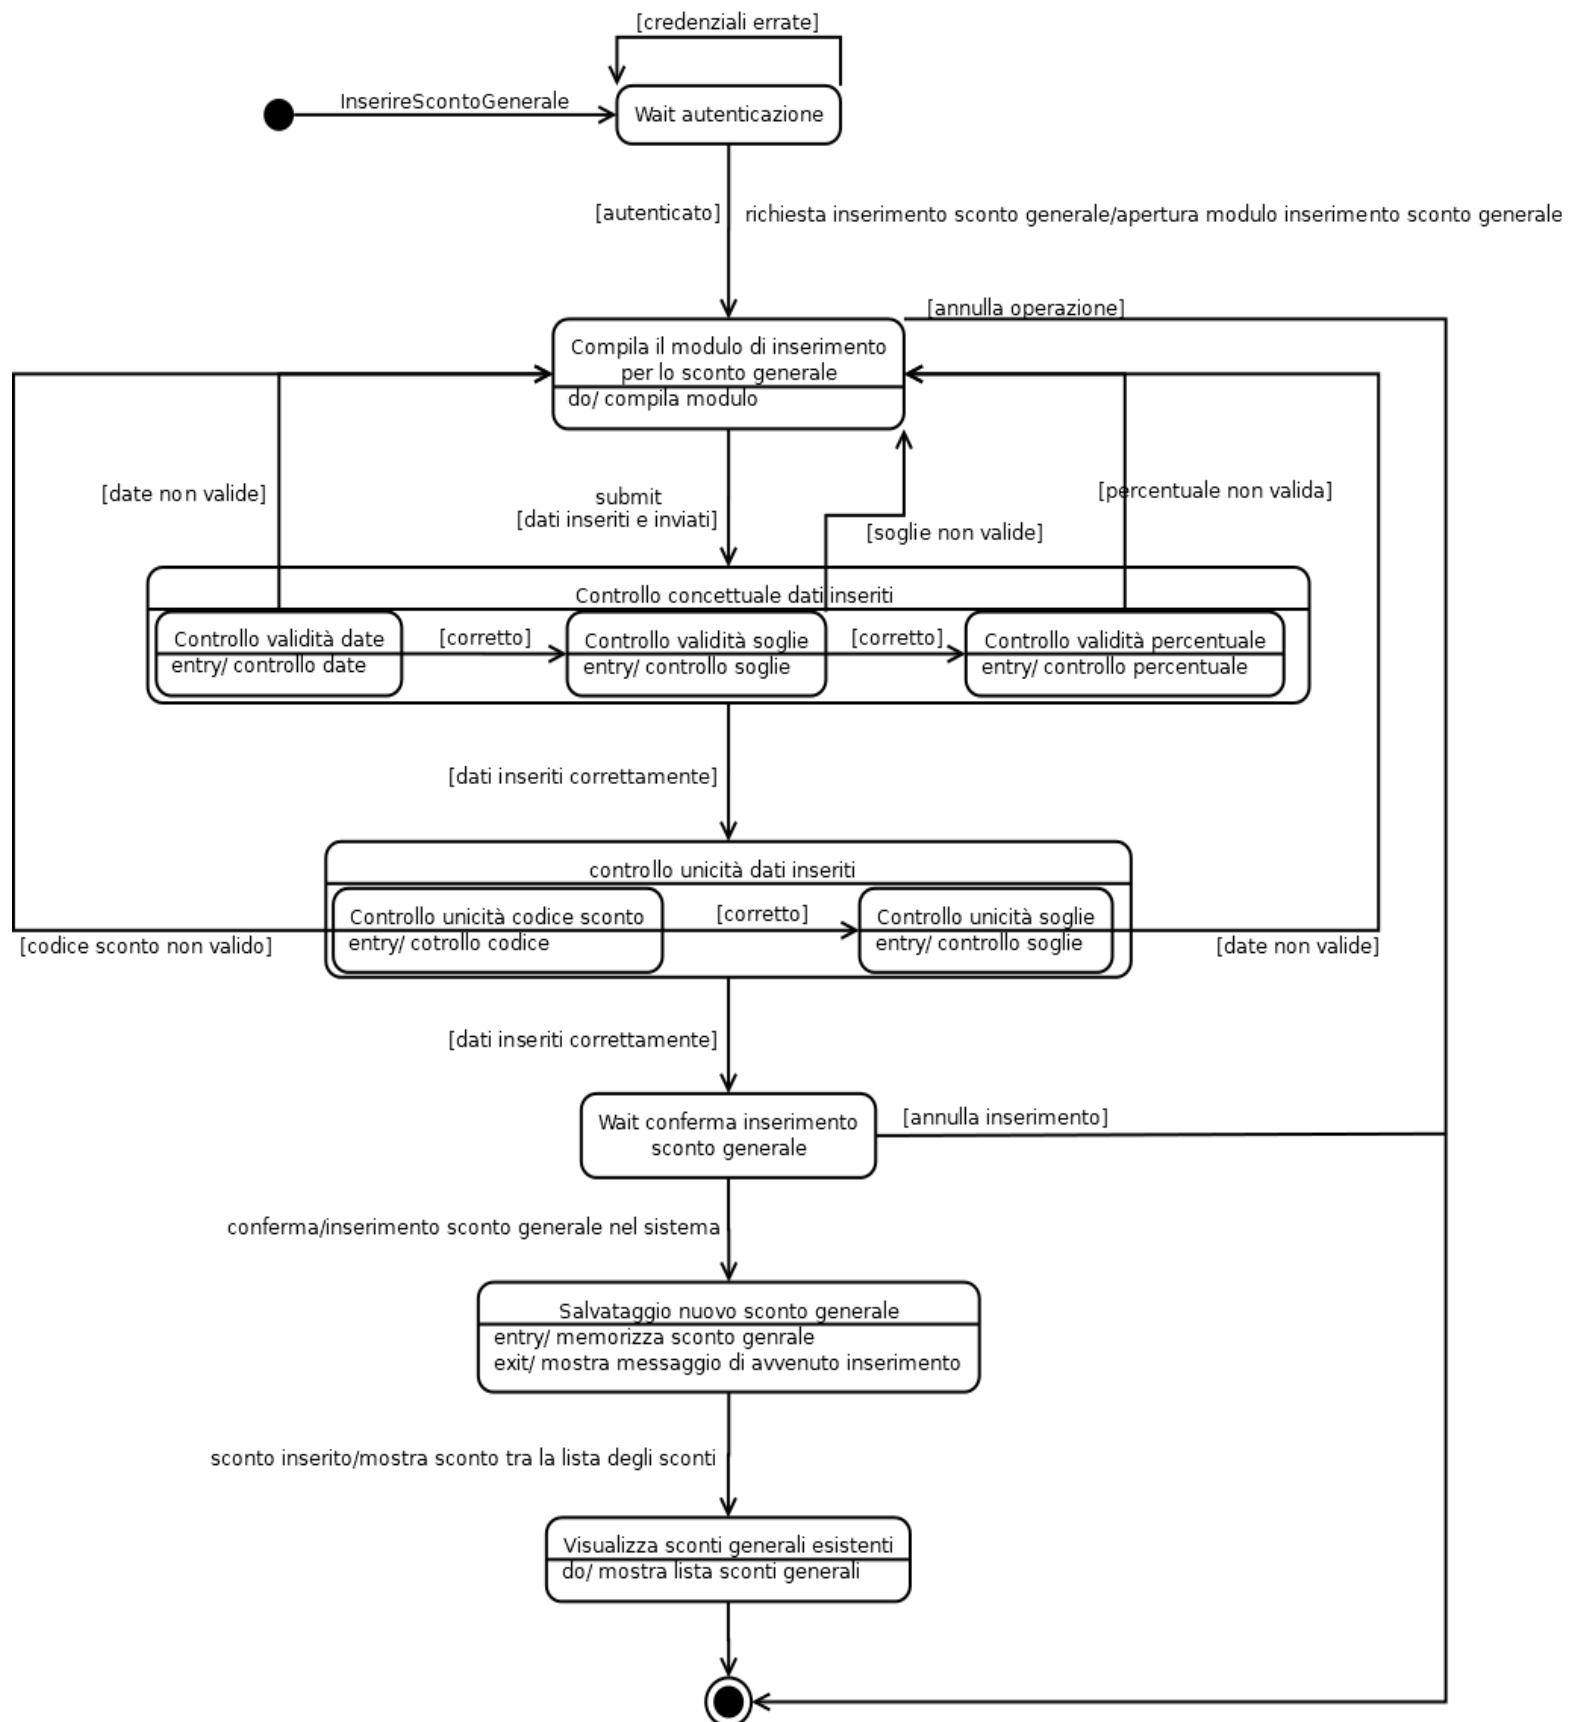 [credenziali errate]
InserireScontoGenerale
Wait autenticazione
[autenticato]
richiesta inserimento sconto generale/apertura modulo inserimento sconto generale
[annulla operazione]
Compila il modulo di inserimento
per lo sconto generale
do/ compila modulo
[date non valide]
submit
[dati inseriti e inviati]
[soglie non valide]
[percentuale non valida]
Controllo concettuale dati inseriti
Controllo validità date
entry/ controllo date
[corretto]
Controllo validità soglie
entry/ controllo soglie
[corretto]
Controllo validità percentuale
entry/ controllo percentuale
[dati inseriti correttamente]
controllo unicità dati inseriti
Controllo unicità codice sconto
entry/ cotrollo codice
[corretto]
Controllo unicità soglie
entry/ controllo soglie
[codice sconto non valido]
[date non valide]
[dati inseriti correttamente]
Wait conferma inserimento
sconto generale
[annulla inserimento]
conferma/inserimento sconto generale nel sistema
Salvataggio nuovo sconto generale
entry/ memorizza sconto genrale
exit/ mostra messaggio di avvenuto inserimento
sconto inserito/mostra sconto tra la lista degli sconti
Visualizza sconti generali esistenti
do/ mostra lista sconti generali